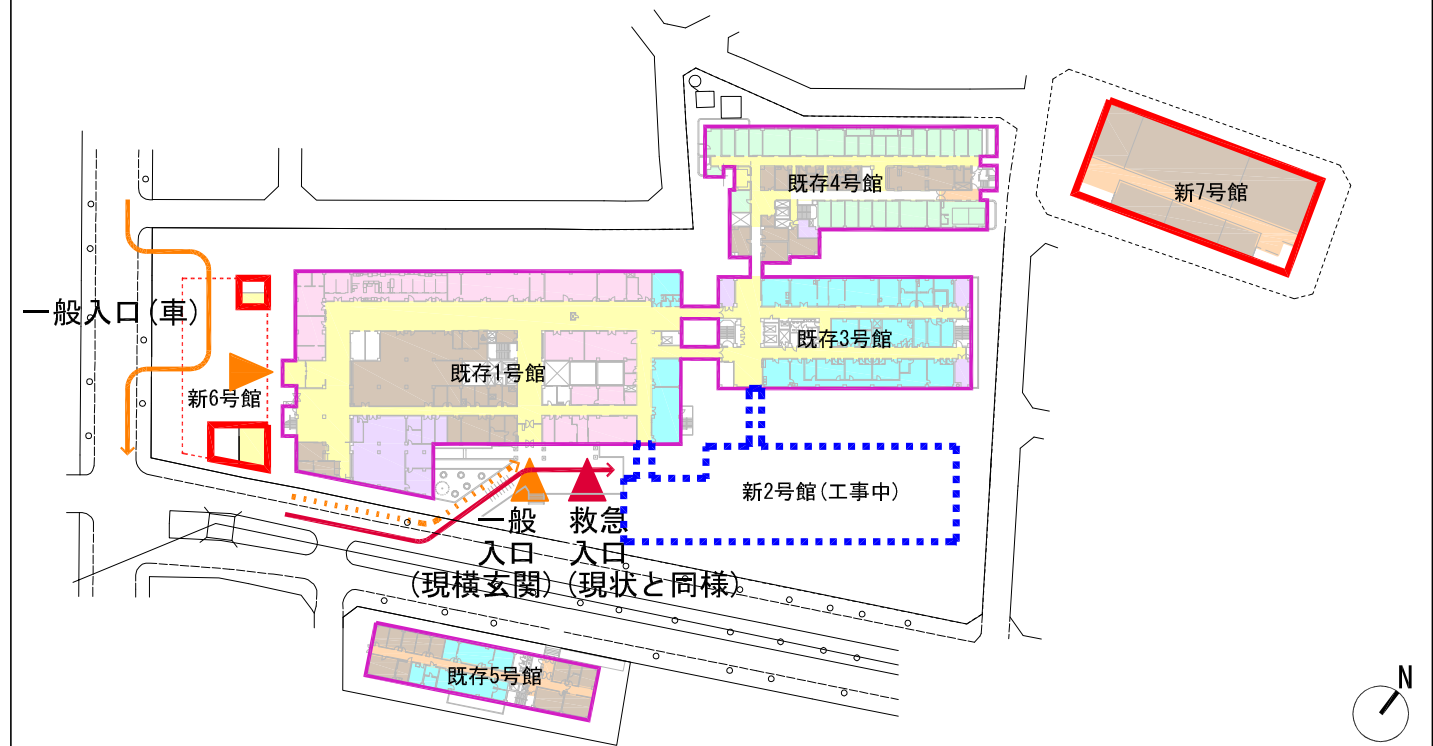 既存4号館
新7号館
一般入口(車)
既存3号館
既存1号館
新6号館
新2号館(工事中)
一般
入口
(現横玄関)
救急
入口
(現状と同様)
既存5号館
N